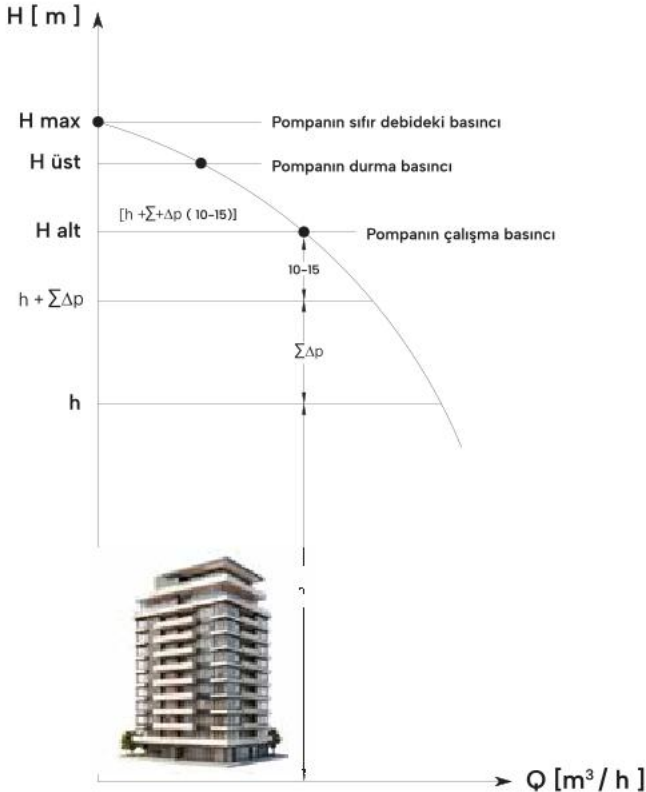 H [ m ]
H max
Pompanın sıfır debideki basıncı
H üst
Pompanın durma basıncı
[h +∑+Δp ( 10-15)]
H alt
Pompanın çalışma basıncı
10-15
h + ∑Δp
∑Δp
h
Q [m³ / h ]